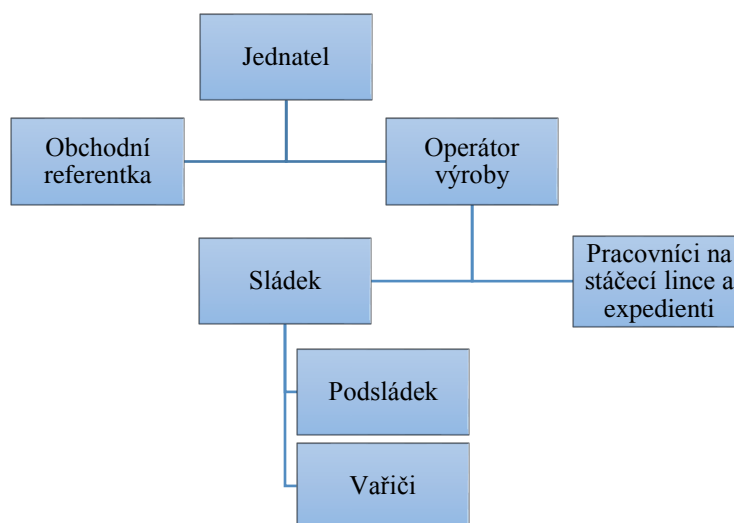 Jednatel
Obchodní
referentka
Operátor
výroby
Sládek
Pracovníci na
stáčecí lince a
expedienti
Podsládek
Vařiči